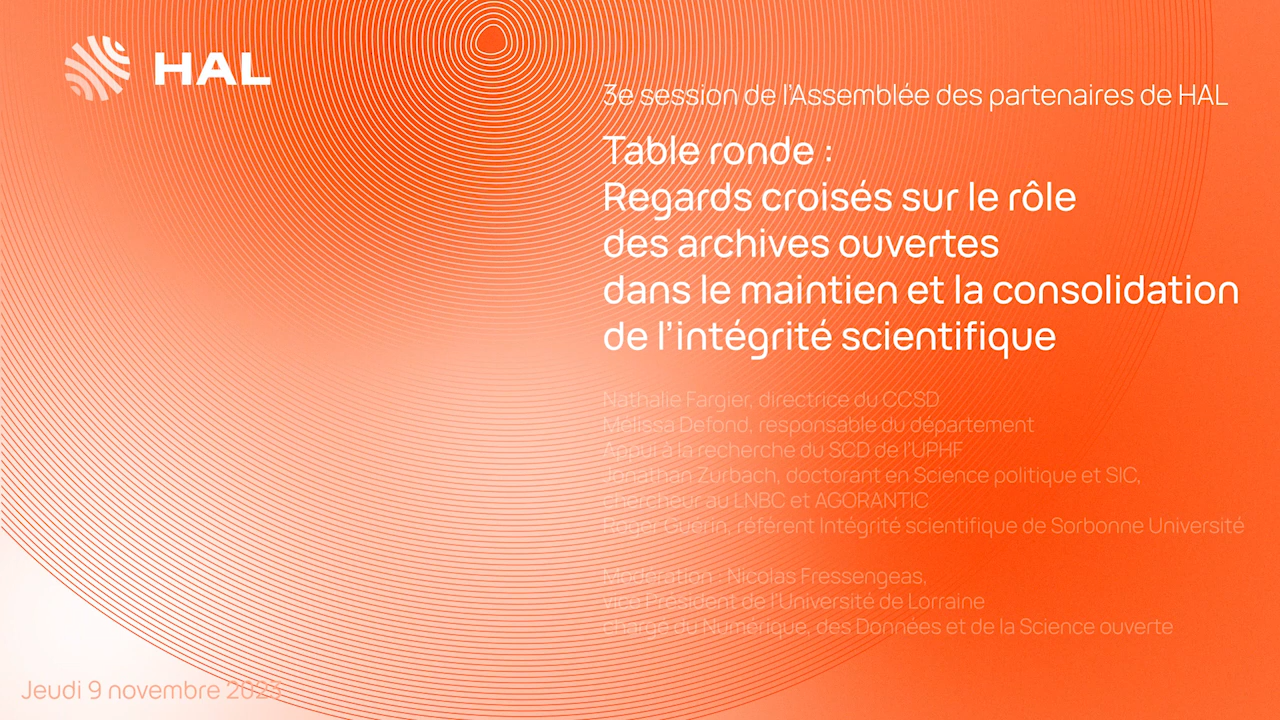 HAL
3e session de l'Assemblée des partenaires de HAL
Table ronde :
Regards croisés sur le rôle
des archives ouvertes
dans le maintien et la consolidation
de l'intégrité scientifique
Nathalie Fargier, directrice du CCSD
Mélissa Defond, responsable du département
Appui à la recherche du SCD de l'UPHF
Jonathan Zurbach, doctorant en Science politique et SIC,
chercheur au LNBC et AGORANTIC
Roger Guérin, référent Intégrité scientifique de Sorbonne Université
Modération : Nicolas Fressengeas,
vice Président de l'Université de Lorraine
chargé du Numérique, des Données et de la Science ouverte
Jeudi 9 novembre 2023